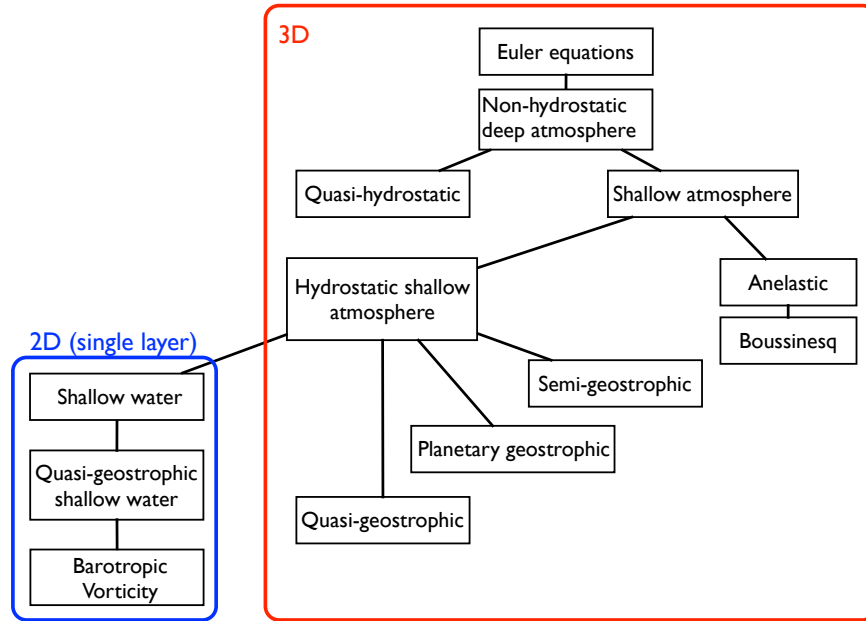 3D
Euler equations
Non-hydrostatic
deep atmosphere
Quasi-hydrostatic
Shallow atmosphere
Hydrostatic shallow
atmosphere
Anelastic
Boussinesq
2D (single layer)
Shallow water
Semi-geostrophic
Planetary geostrophic
Quasi-geostrophic
shallow water
Quasi-geostrophic
Barotropic
Vorticity